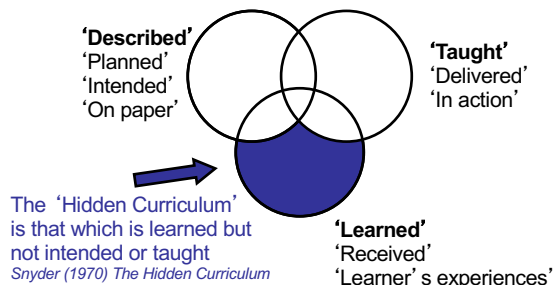 ‘Described’
‘Planned’
‘Intended’
‘On paper’
‘Taught’
‘Delivered’
‘In action’
The ‘Hidden Curriculum’
is that which is learned but
not intended or taught
Snyder (1970) The Hidden Curriculum
‘Learned’
‘Received’
‘Learner’ s experiences’